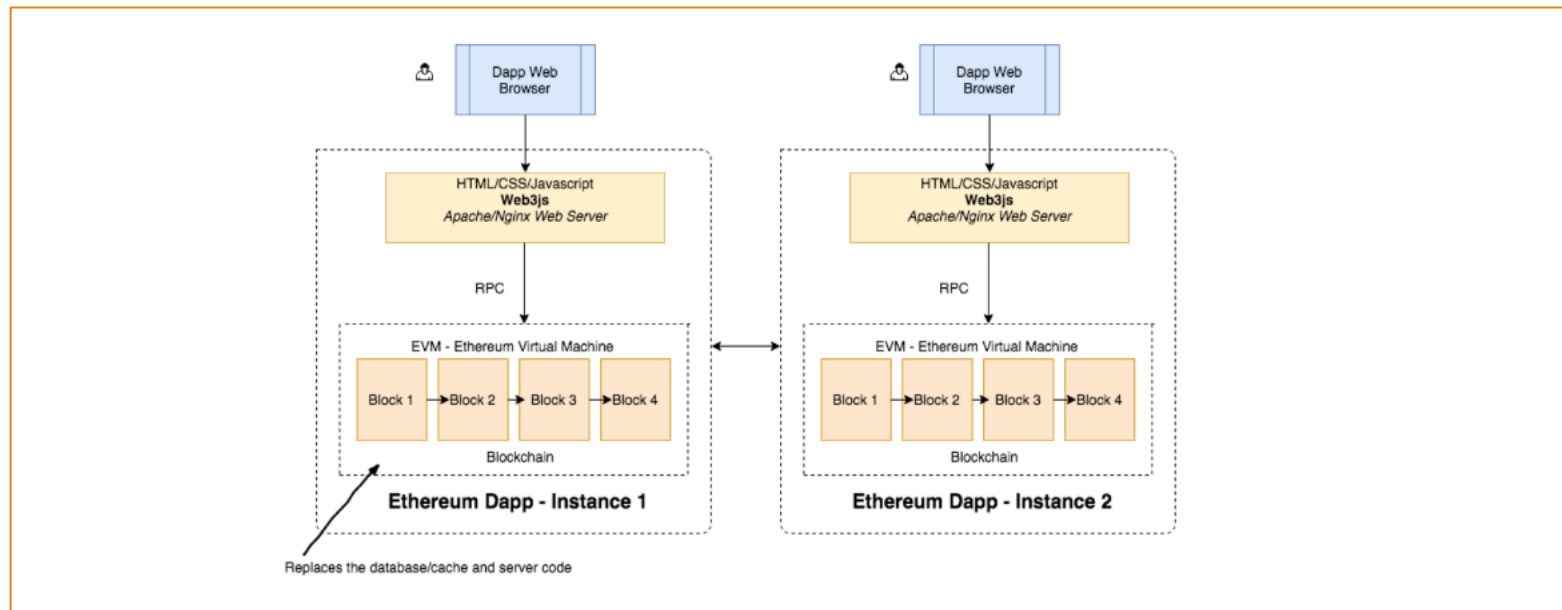 Dapp Web
Browser
HTML/CSS/Javascript
Web3js
Apache/Nginx Web Server
RPC
EVM - Ethereum Virtual Machine
Block 1
Block 2
Block 3
Block 4
Blockchain
Ethereum Dapp - Instance 1
Replaces the database/cache and server code
Dapp Web
Browser
HTML/CSS/Javascript
Web3js
Apache/Nginx Web Server
RPC
EVM - Ethereum Virtual Machine
Block 1
Block 2
Block 3
Block 4
Blockchain
Ethereum Dapp - Instance 2